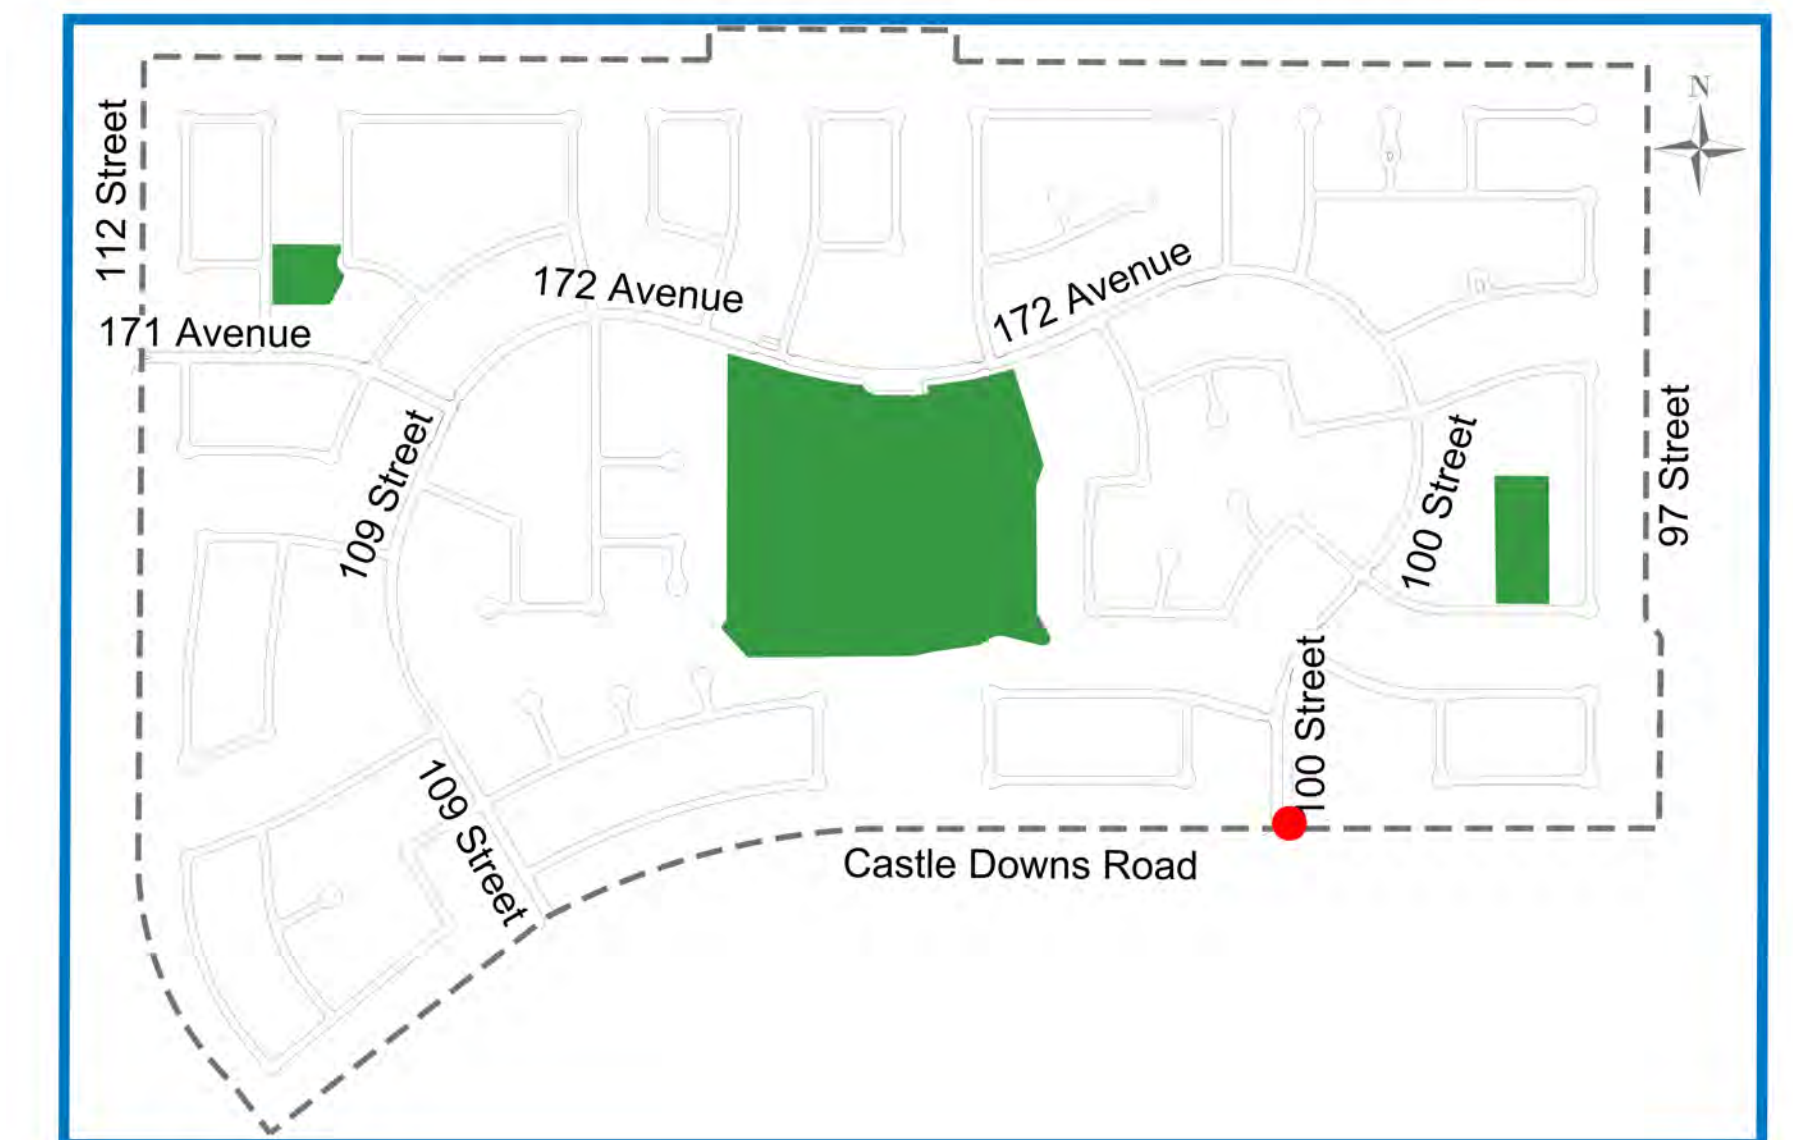 N
112 Street
172 Avenue
172 Avenue
171 Avenue
109 Street
100 Street
97 Street
100 Street
109 Street
Castle Downs Road